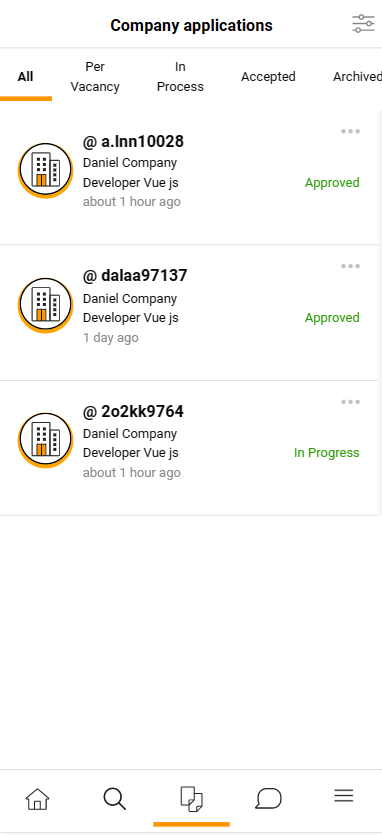 Company applications
All
Per
Vacancy
In
Process
Accepted
Archived
@ a.lnn10028
Daniel Company
Developer Vue js
Approved
about 1 hour ago
@ dalaa97137
Daniel Company
Developer Vue js
Approved
1 day ago
@ 2o2kk9764
Daniel Company
Developer Vue js
In Progress
about 1 hour ago